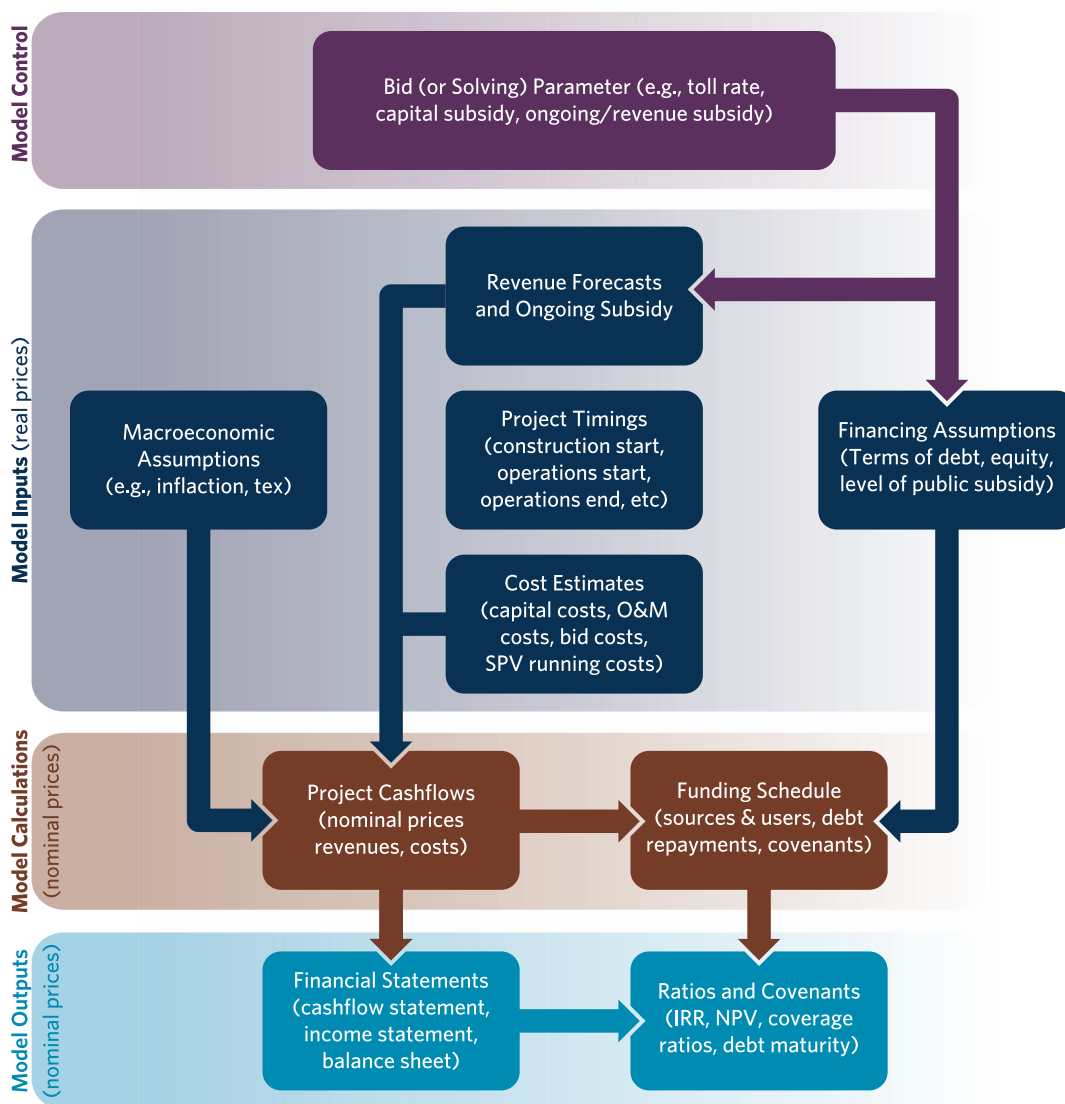 Model Control
Bid (or Solving) Parameter (e.g., toll rate,
capital subsidy, ongoing/revenue subsidy)
Model Inputs (real prices)
Revenue Forecasts
and Ongoing Subsidy
Macroeconomic
Assumptions
(e.g., inflaction, tex)
Project Timings
(construction start,
operations start,
operations end, etc)
Financing Assumptions
(Terms of debt, equity,
level of public subsidy)
Cost Estimates
(capital costs, O&M
costs, bid costs,
SPV running costs)
Model Calculations
(nominal prices)
Project Cashflows
(nominal prices
revenues, costs)
Funding Schedule
(sources & users, debt
repayments, covenants)
Model Outputs
(nominal prices)
Financial Statements
(cashflow statement,
income statement,
balance sheet)
Ratios and Covenants
(IRR, NPV, coverage
ratios, debt maturity)